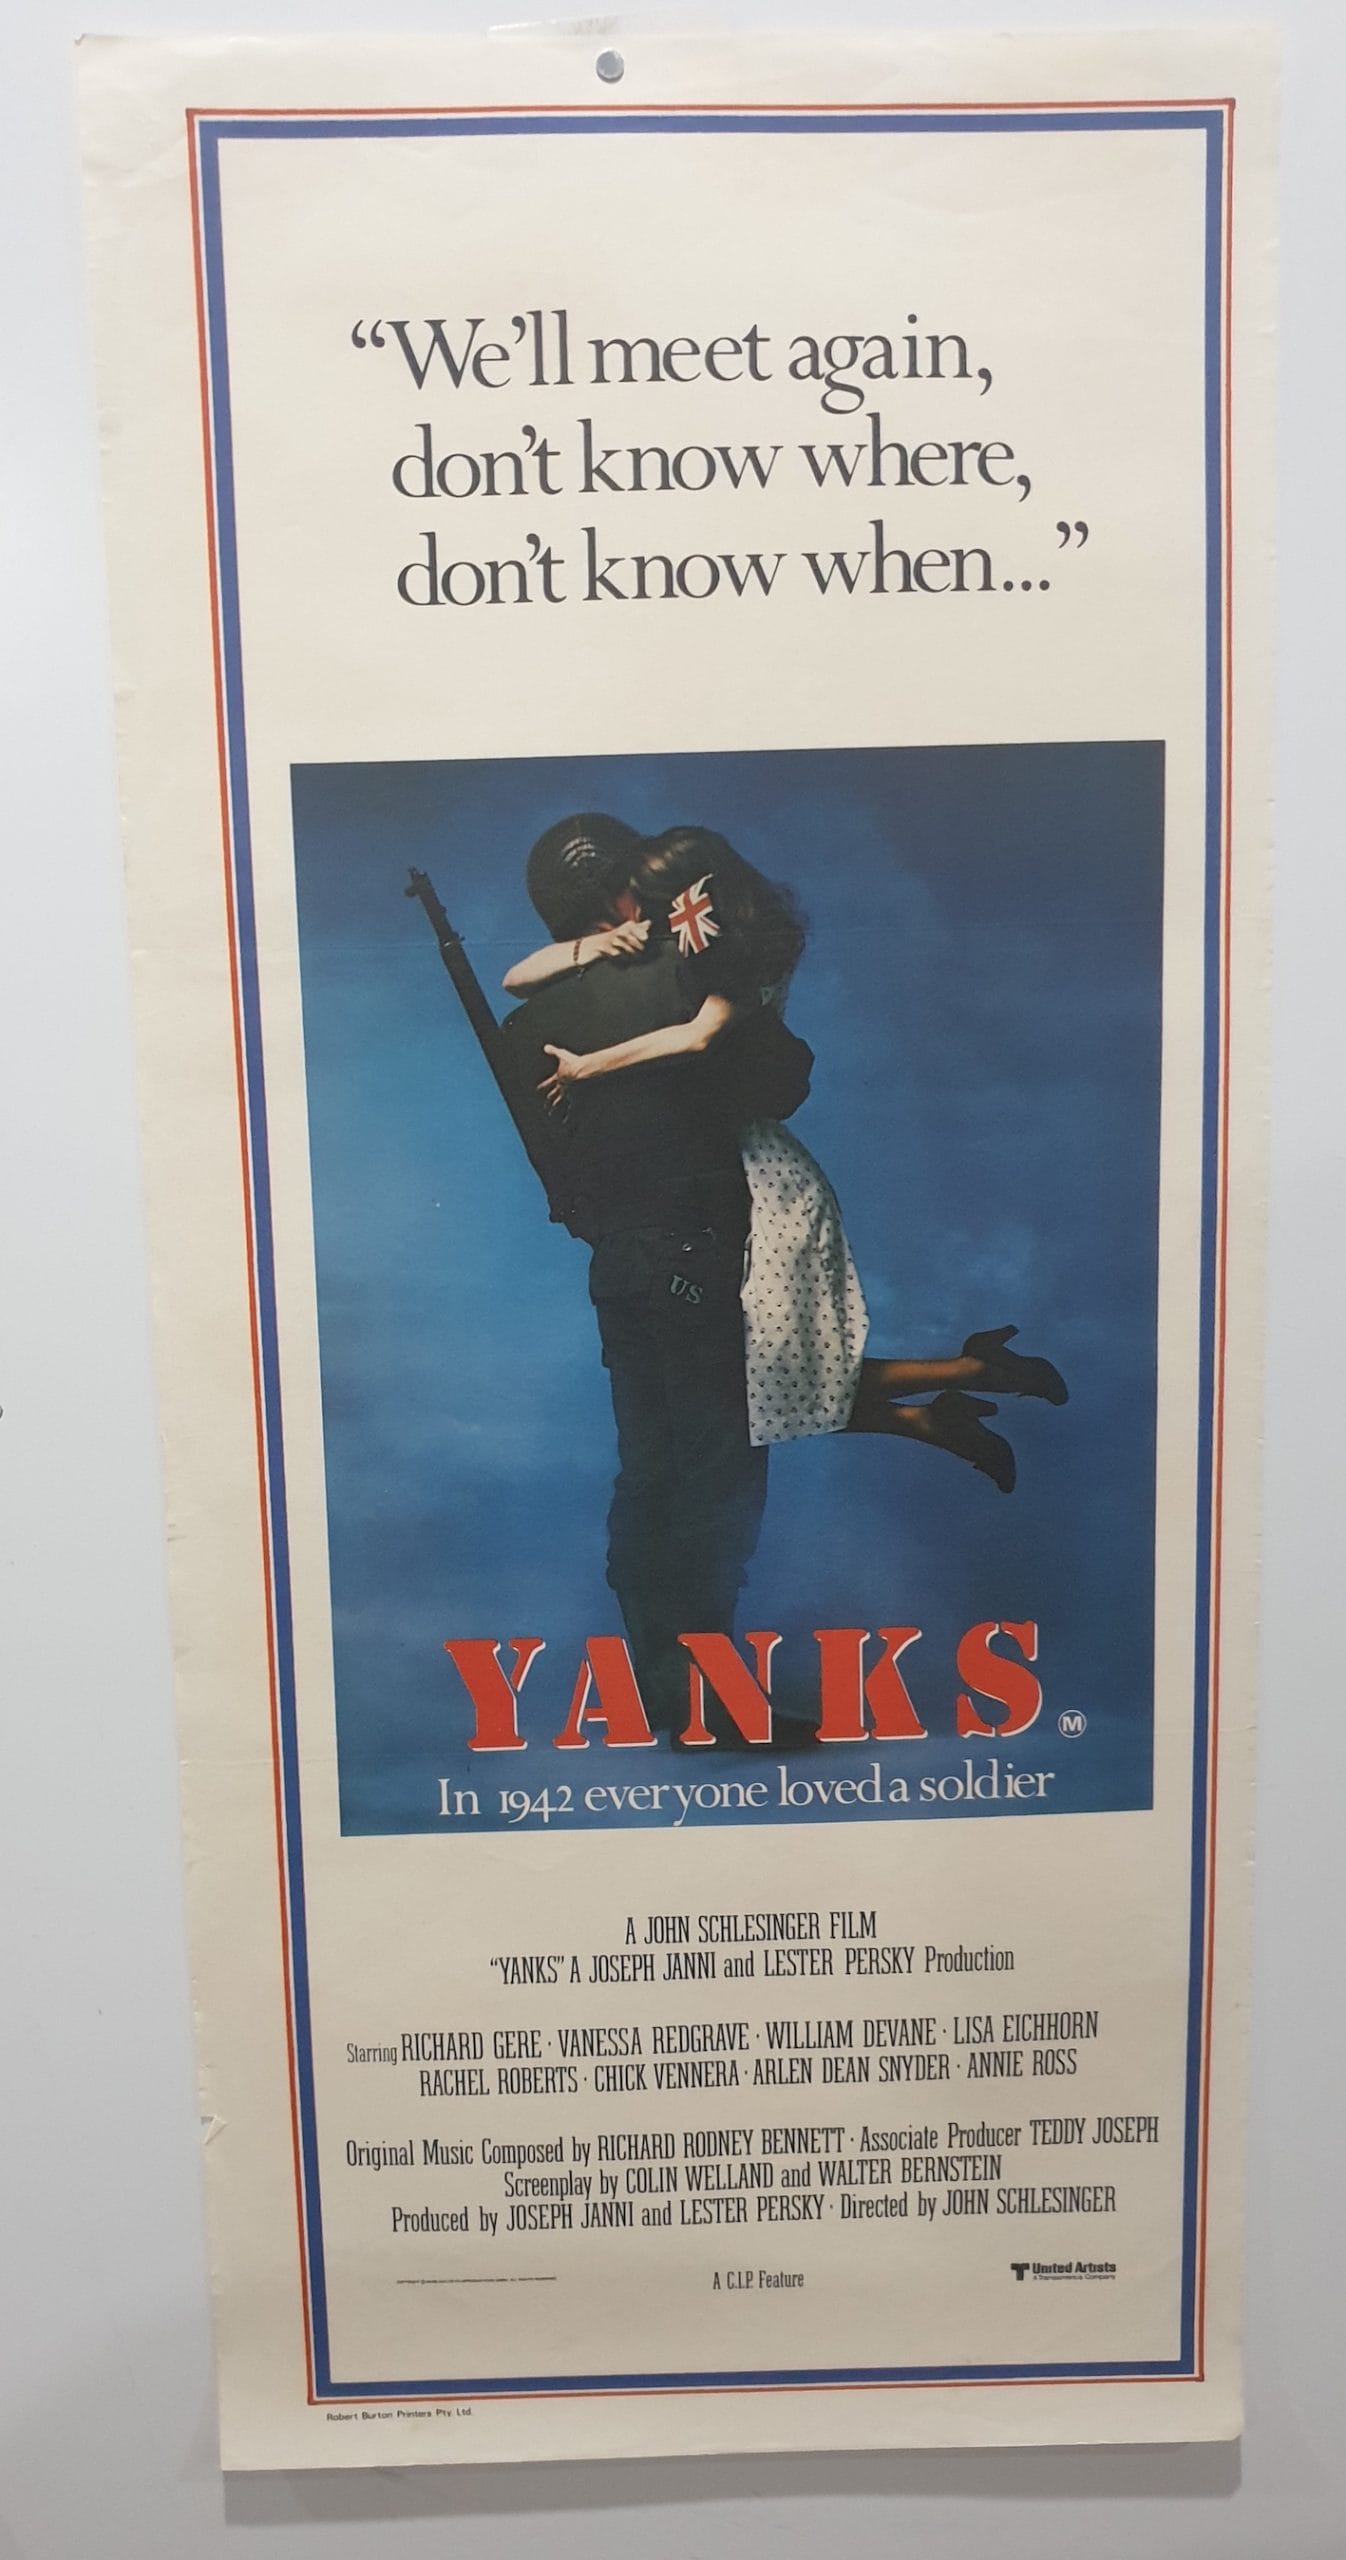 “We’ll meet again,
don’t know where,
don’t know when...”
US
YANKS M
In 1942 everyone loved a soldier
A JOHN SCHLESINGER FILM
“YANKS” A JOSEPH JANNI and LESTER PERSKY Production
Starring RICHARD GERE · VANESSA REDGRAVE · WILLIAM DEVANE · LISA EICHHORN
RACHEL ROBERTS · CHICK VENNERA · ARLEN DEAN SNYDER · ANNIE ROSS
Original Music Composed by RICHARD RODNEY BENNETT · Associate Producer TEDDY JOSEPH
Screenplay by COLIN WELLAND and WALTER BERNSTEIN
Produced by JOSEPH JANNI and LESTER PERSKY · Directed by JOHN SCHLESINGER
A C.I.P. Feature
United Artists
A Transamerica Company
Robert Burton Printers Pty. Ltd.